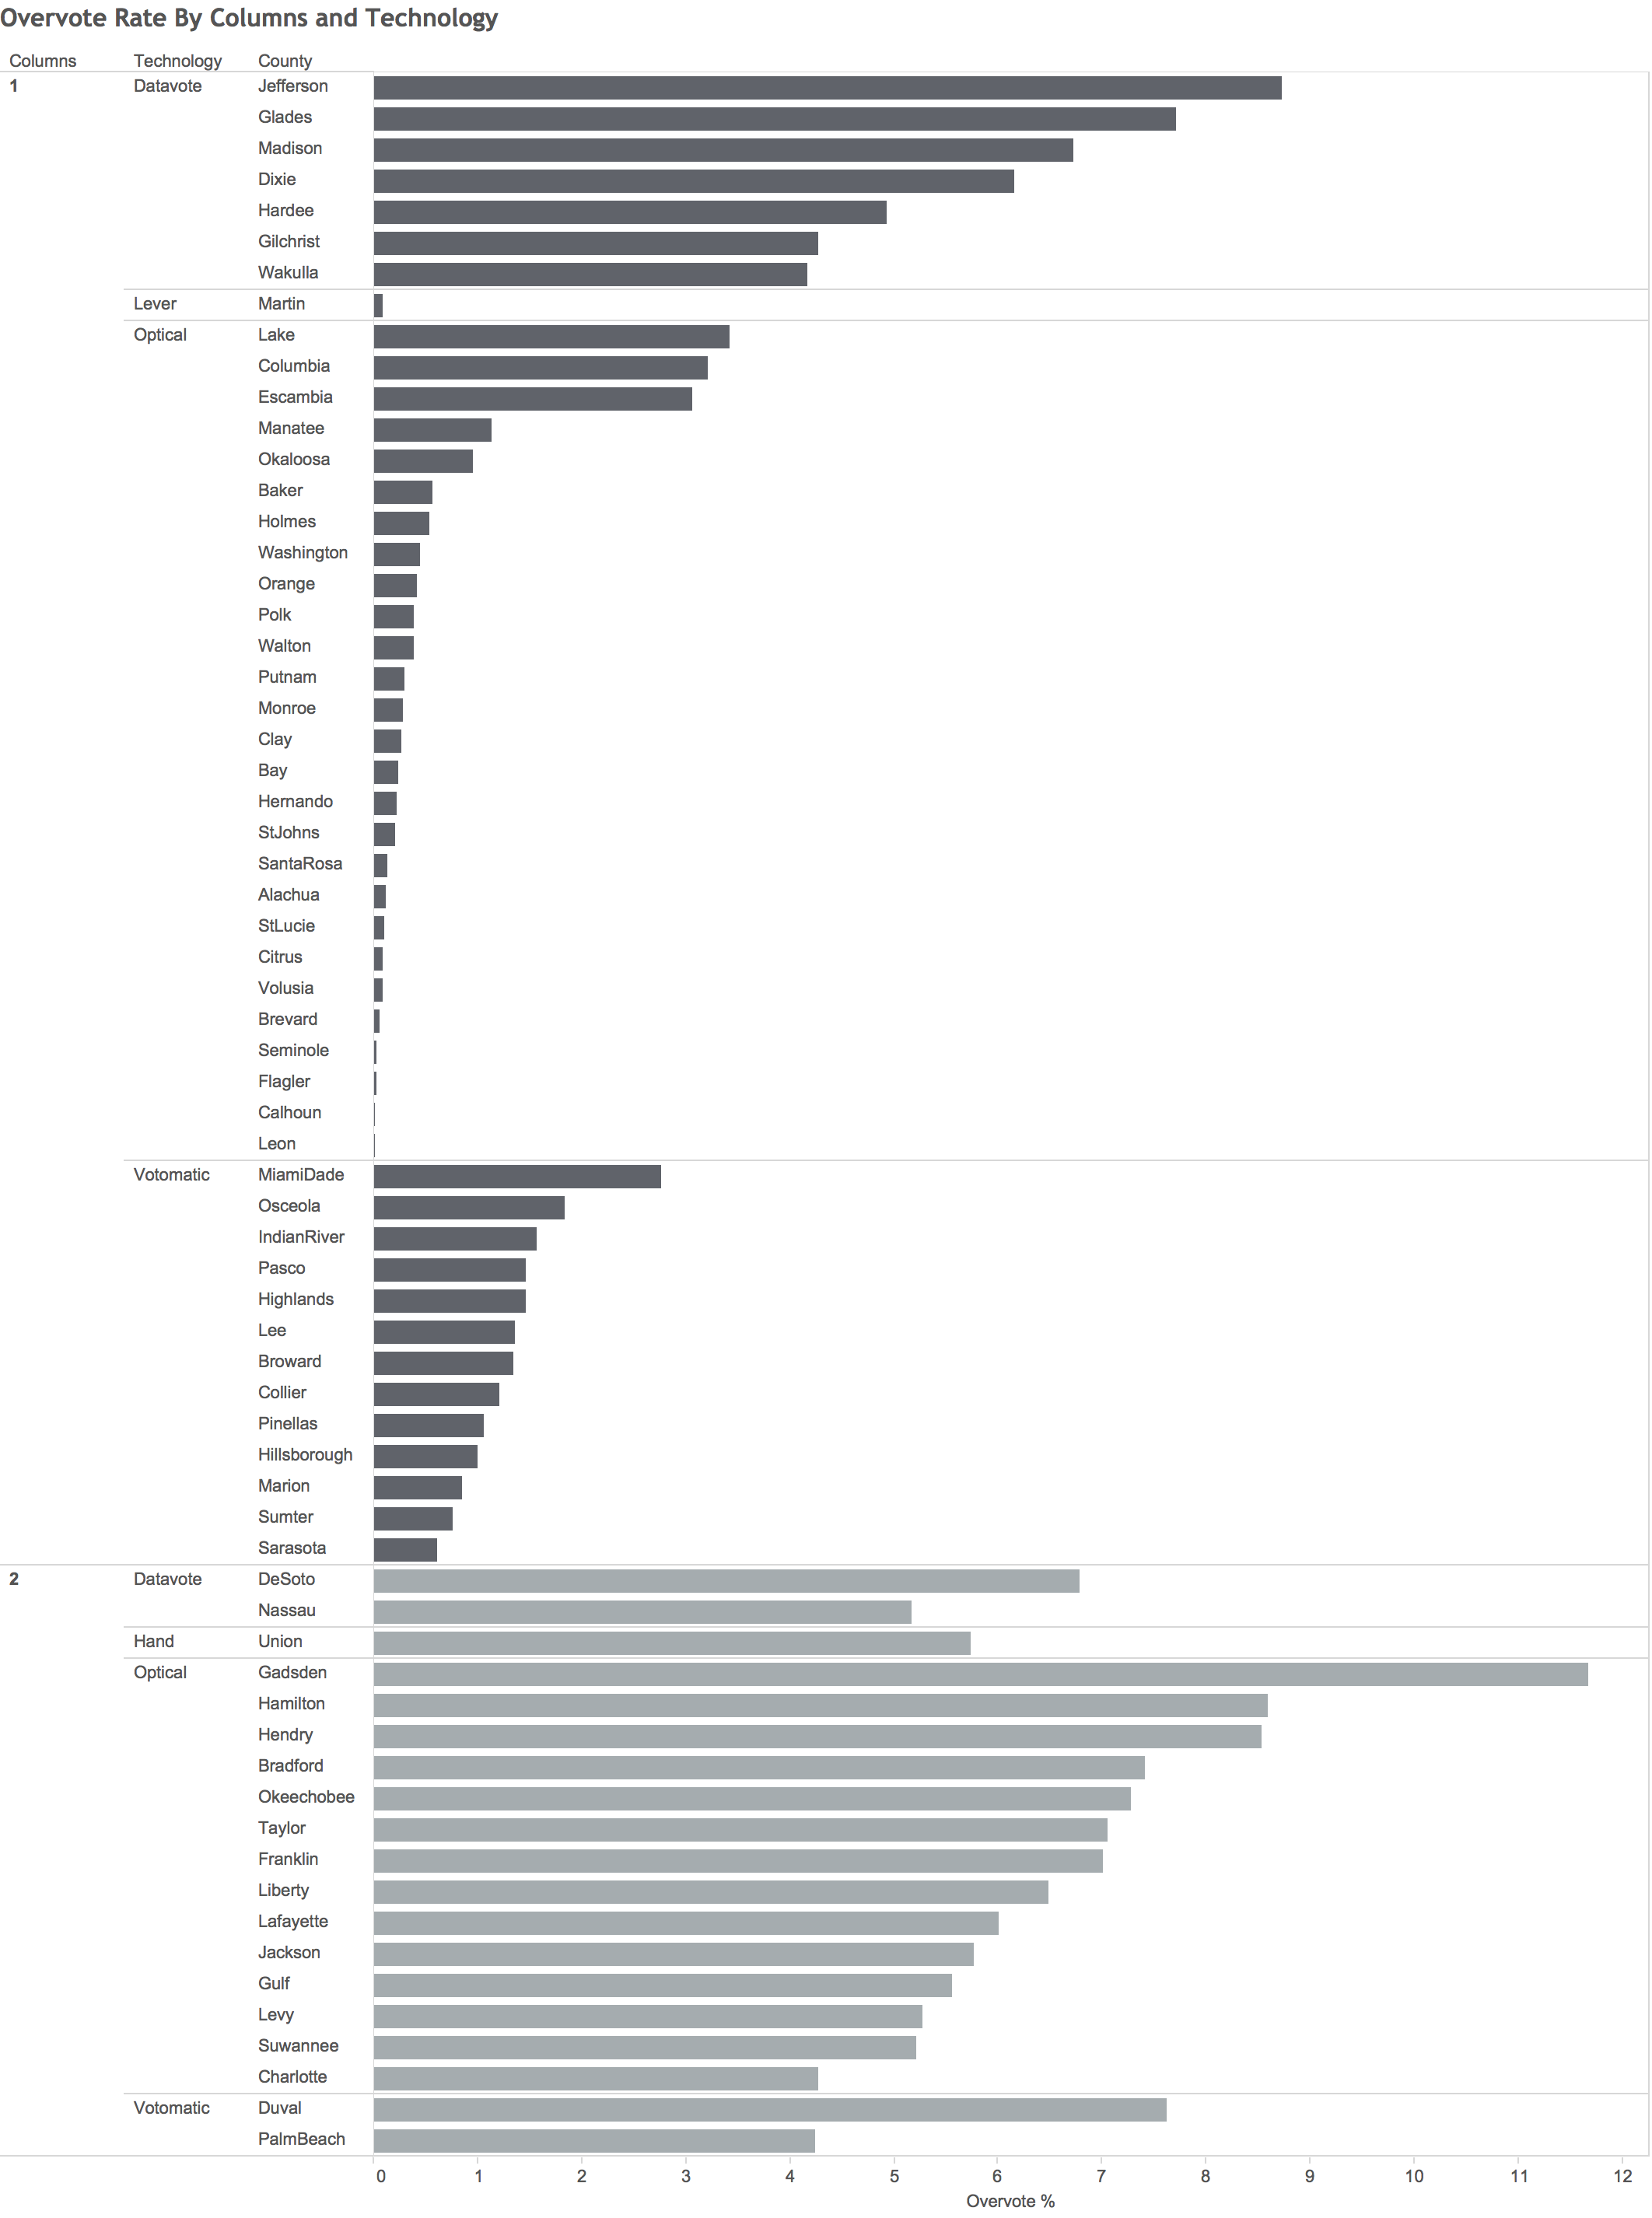 Overvote Rate By Columns and Technology
Columns Technology County
1 Datavote Jefferson
Glades
Madison
Dixie
Hardee
Gilchrist
Wakulla
Lever Martin
Optical Lake
Columbia
Escambia
Manatee
Okaloosa
Baker
Holmes
Washington
Orange
Polk
Walton
Putnam
Monroe
Clay
Bay
Hernando
StJohns
SantaRosa
Alachua
StLucie
Citrus
Volusia
Brevard
Seminole
Flagler
Calhoun
Leon
Votomatic MiamiDade
Osceola
IndianRiver
Pasco
Highlands
Lee
Broward
Collier
Pinellas
Hillsborough
Marion
Sumter
Sarasota
2 Datavote DeSoto
Nassau
Hand Union
Optical Gadsden
Hamilton
Hendry
Bradford
Okeechobee
Taylor
Franklin
Liberty
Lafayette
Jackson
Gulf
Levy
Suwannee
Charlotte
Votomatic Duval
PalmBeach
0 1 2 3 4 5 6 7 8 9 10 11 12
Overvote %